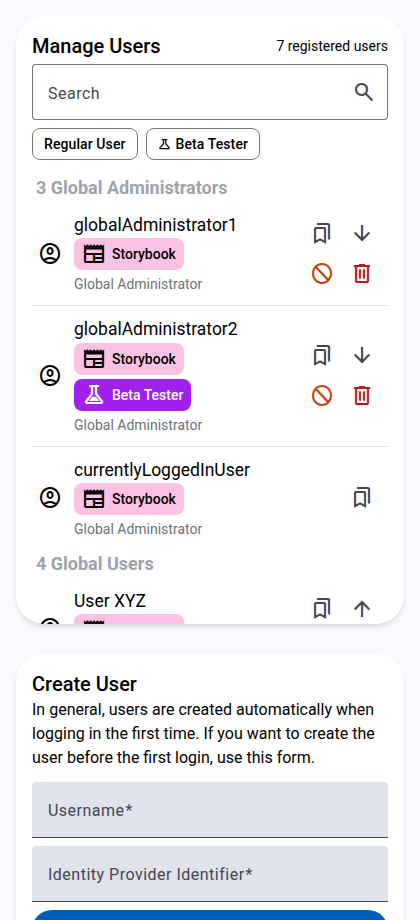 Manage Users
7 registered users
Search
Regular User
Beta Tester
3 Global Administrators
globalAdministrator1
Storybook
Global Administrator
globalAdministrator2
Storybook
Beta Tester
Global Administrator
currentlyLoggedInUser
Storybook
Global Administrator
4 Global Users
User XYZ
Create User
In general, users are created automatically when
logging in the first time. If you want to create the
user before the first login, use this form.
Username*
Identity Provider Identifier*